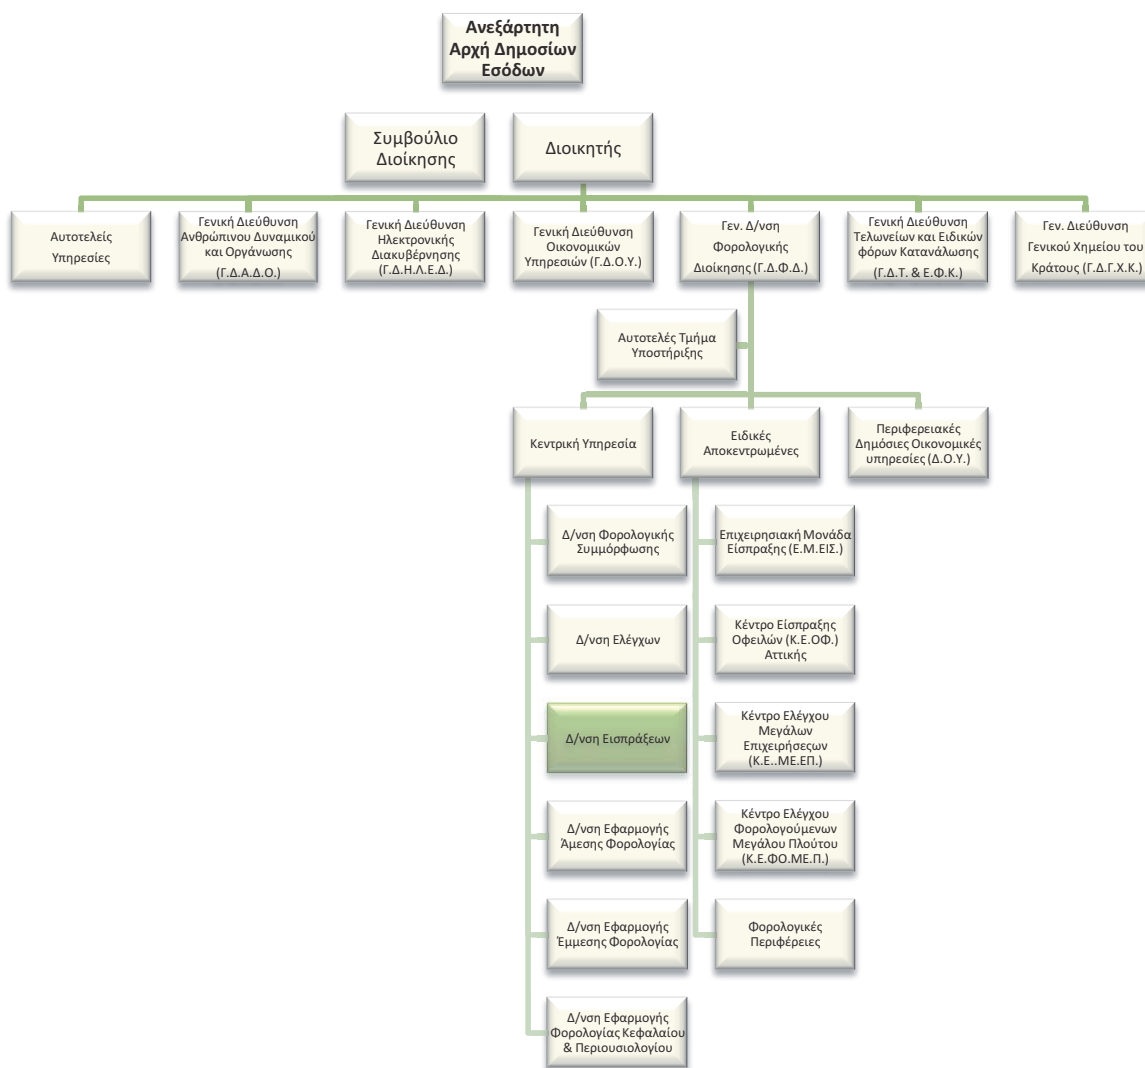 Ανεξάρτητη
Αρχή Δημοσίων
Εσόδων
Συμβούλιο
Διοίκησης
Διοικητής
Αυτοτελείς
Υπηρεσίες
Γενική Διεύθυνση
Ανθρώπινου Δυναμικού
και Οργάνωσης
(Γ.Δ.Α.Δ.Ο.)
Γενική Διεύθυνση
Ηλεκτρονικής
Διακυβέρνησης
(Γ.Δ.Η.Λ.Ε.Δ.)
Γενική Διεύθυνση
Οικονομικών
Υπηρεσιών (Γ.Δ.Ο.Υ.)
Γεν. Δ/νση
Φορολογικής
Διοίκησης (Γ.Δ.Φ.Δ.)
Γενική Διεύθυνση
Τελωνείων και Ειδικών
φόρων Κατανάλωσης
(Γ.Δ.Τ. & Ε.Φ.Κ.)
Γεν. Διεύθυνση
Γενικού Χημείου του
Κράτους (Γ.Δ.Γ.Χ.Κ.)
Αυτοτελές Τμήμα
Υποστήριξης
Κεντρική Υπηρεσία
Ειδικές
Αποκεντρωμένες
Περιφερειακές
Δημόσιες Οικονομικές
υπηρεσίες (Δ.Ο.Υ.)
Δ/νση Φορολογικής
Συμμόρφωσης
Δ/νση Ελέγχων
Δ/νση Εισπράξεων
Δ/νση Εφαρμογής
Άμεσης Φορολογίας
Δ/νση Εφαρμογής
Έμμεσης Φορολογίας
Δ/νση Εφαρμογής
Φορολογίας Κεφαλαίου
& Περιουσιολογίου
Επιχειρησιακή Μονάδα
Είσπραξης (Ε.Μ.ΕΙΣ.)
Κέντρο Είσπραξης
Οφειλών (Κ.Ε.ΟΦ.)
Αττικής
Κέντρο Ελέγχου
Μεγάλων
Επιχειρήσεςων
(Κ.Ε..ΜΕ.ΕΠ.)
Κέντρο Ελέγχου
Φορολογούμενων
Μεγάλου Πλούτου
(Κ.Ε.ΦΟ.ΜΕ.Π.)
Φορολογικές
Περιφέρειες